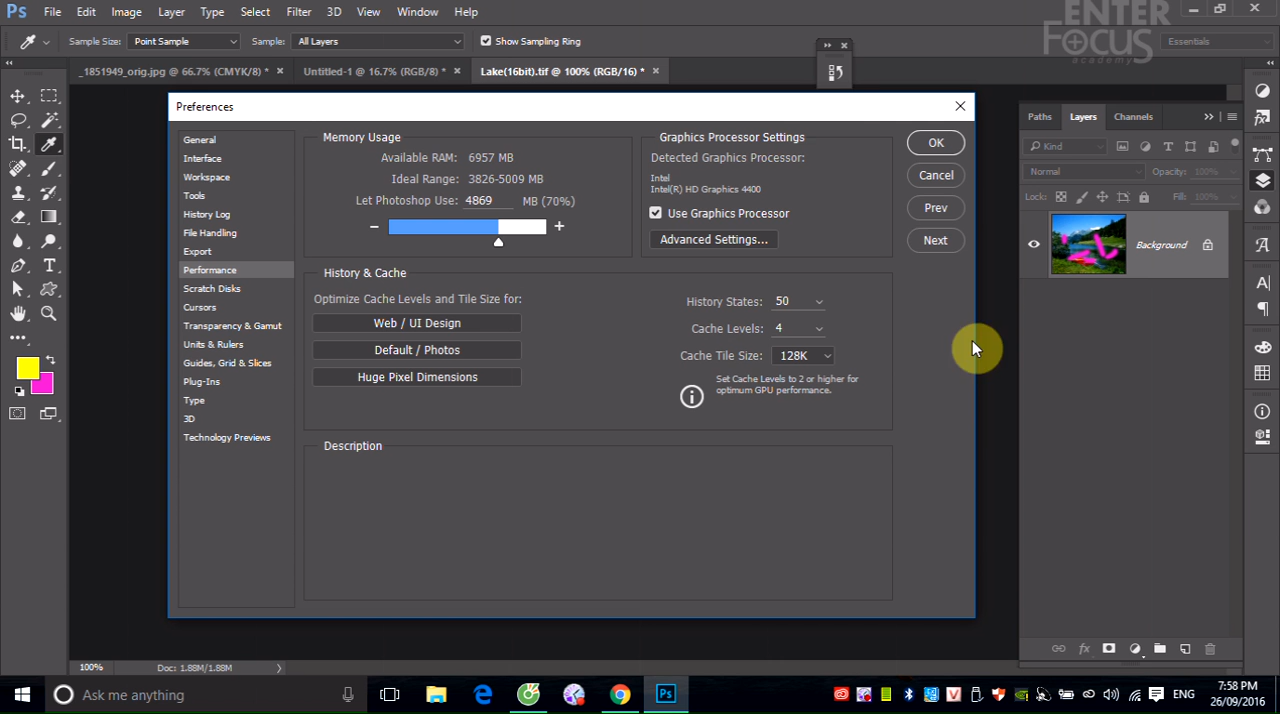 Ps File Edit Image Layer Type Select Filter 3D View Window Help
ENTER
FOCUS
academy
Sample Size: Point Sample Sample: All Layers Show Sampling Ring
Essentials
_1851949_orig.jpg @ 66.7% (CMYK/8) * × Untitled-1 @ 16.7% (RGB/8) * × Lake(16bit).tif @ 100% (RGB/16) * ×
Preferences
General
Interface
Workspace
Tools
History Log
File Handling
Export
Performance
Scratch Disks
Cursors
Transparency & Gamut
Units & Rulers
Guides, Grid & Slices
Plug-Ins
Type
3D
Technology Previews
Memory Usage
Available RAM: 6957 MB
Ideal Range: 3826-5009 MB
Let Photoshop Use: 4869 MB (70%)
Graphics Processor Settings
Detected Graphics Processor:
Intel
Intel(R) HD Graphics 4400
Use Graphics Processor
Advanced Settings...
OK
Cancel
Prev
Next
History & Cache
Optimize Cache Levels and Tile Size for:
Web / UI Design
Default / Photos
Huge Pixel Dimensions
History States: 50
Cache Levels: 4
Cache Tile Size: 128K
Set Cache Levels to 2 or higher for
optimum GPU performance.
Description
Paths Layers Channels
Kind
Normal Opacity: 100%
Lock: Fill: 100%
Background
100% Doc: 1.88M/1.88M
Ask me anything
Ps
ENG
7:58 PM
26/09/2016